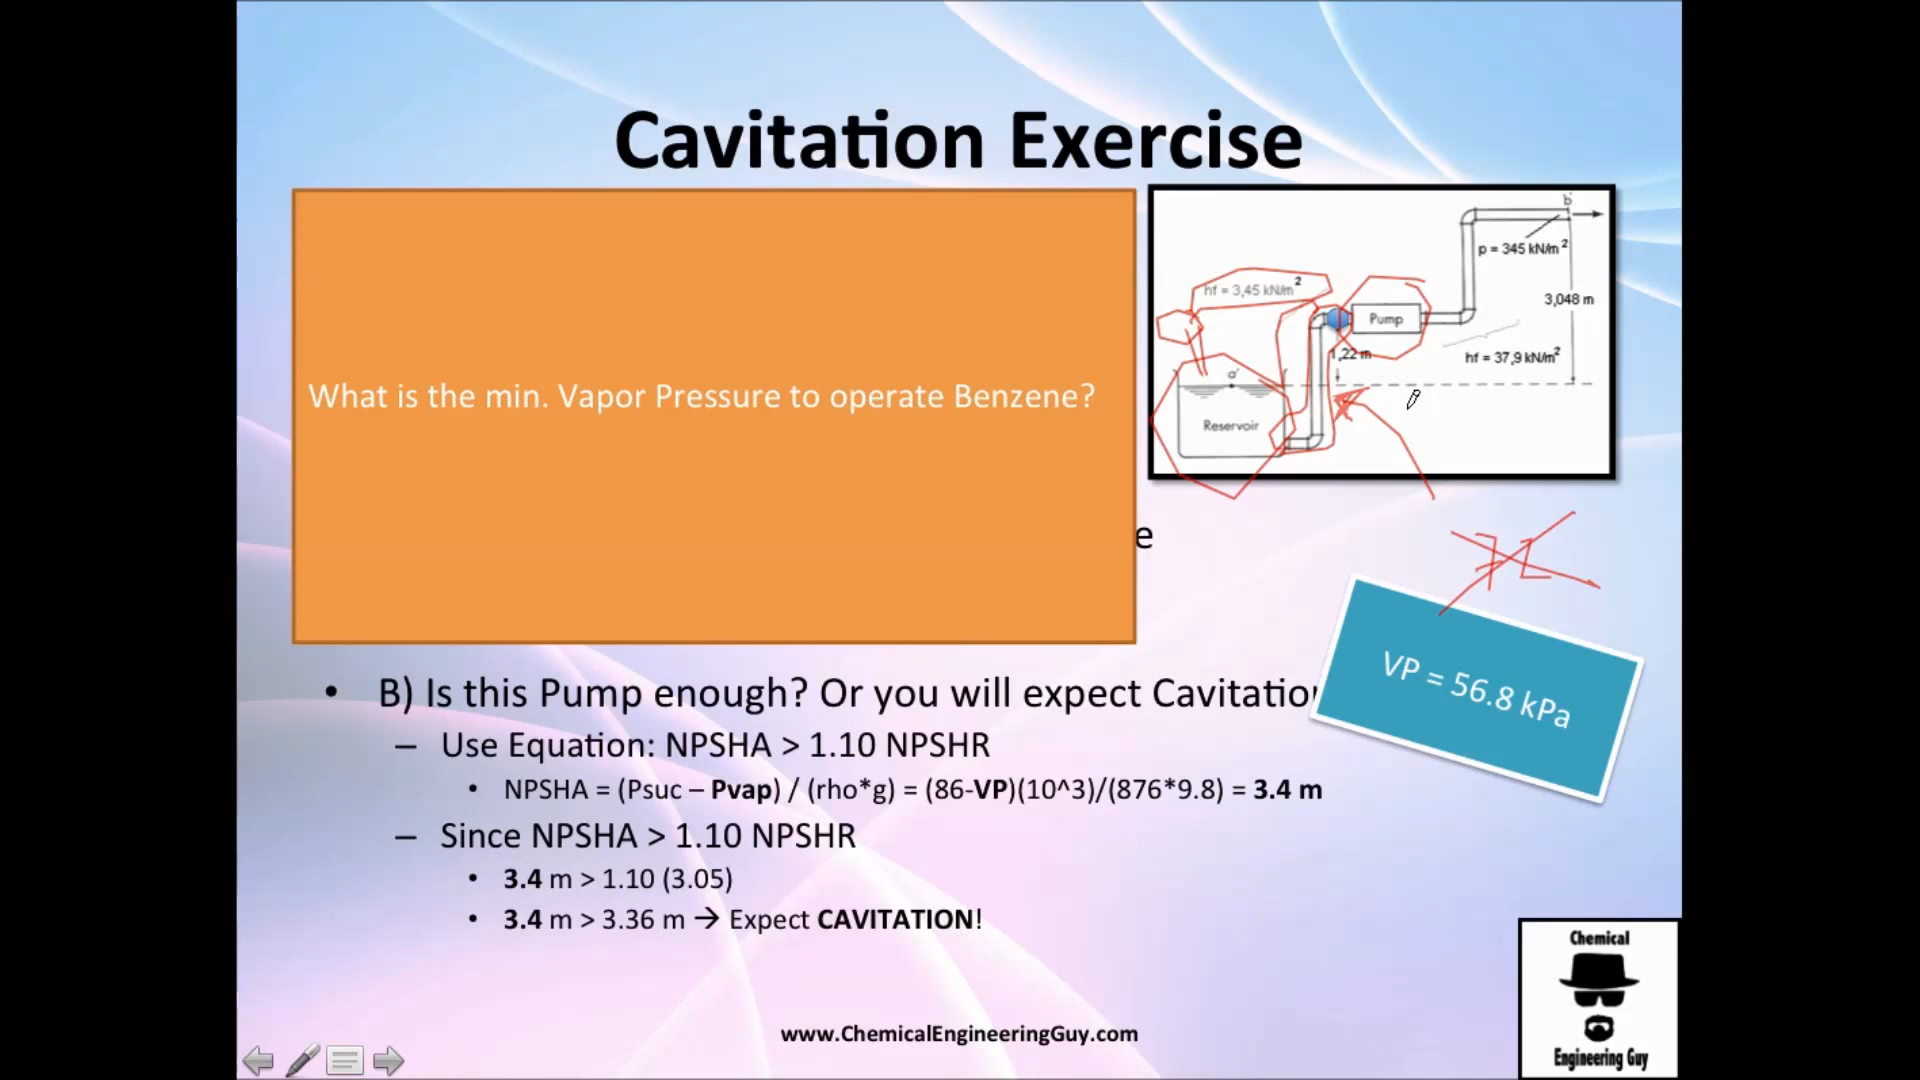 Cavitation Exercise
What is the min. Vapor Pressure to operate Benzene?
b
p = 345 kN/m²
hf = 3,45 kN/m²
3,048 m
Pump
1,22 m
hf = 37,9 kN/m²
Reservoir
e
VP = 56.8 kPa
• B) Is this Pump enough? Or you will expect Cavitatio
– Use Equation: NPSHA > 1.10 NPSHR
• NPSHA = (Psuc – Pvap) / (rho*g) = (86-VP)(10^3)/(876*9.8) = 3.4 m
– Since NPSHA > 1.10 NPSHR
• 3.4 m > 1.10 (3.05)
• 3.4 m > 3.36 m → Expect CAVITATION!
www.ChemicalEngineeringGuy.com
Chemical
Engineering Guy